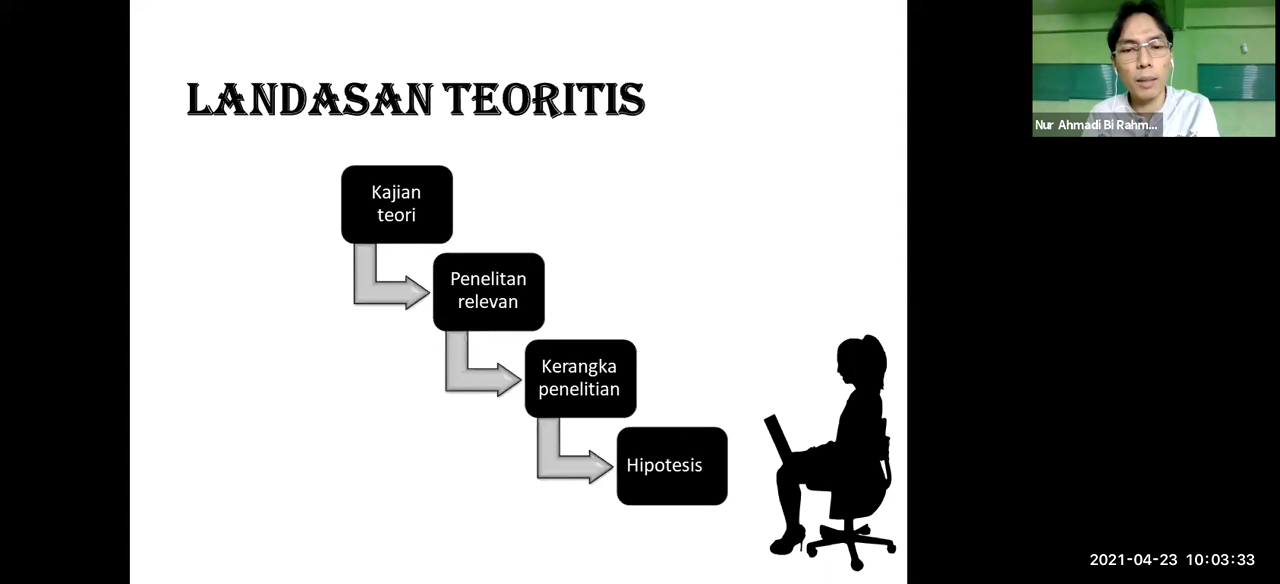 LANDASAN TEORITIS
Kajian
teori
Penelitan
relevan
Kerangka
penelitian
Hipotesis
Nur Ahmadi Bi Rahm...
2021-04-23 10:03:33